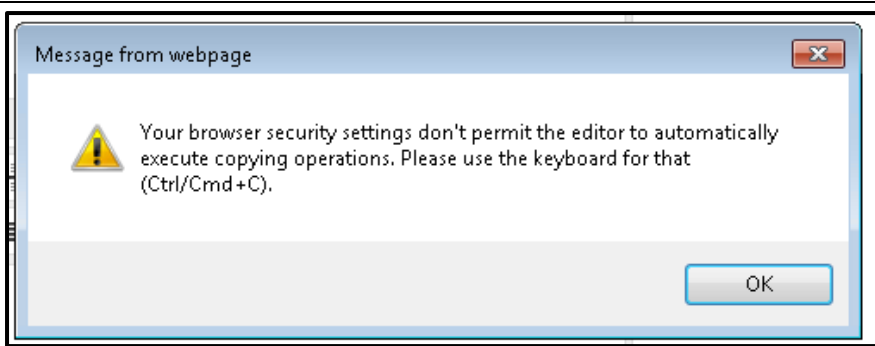 Message from webpage
Your browser security settings don't permit the editor to automatically
execute copying operations. Please use the keyboard for that
(Ctrl/Cmd+C).
OK